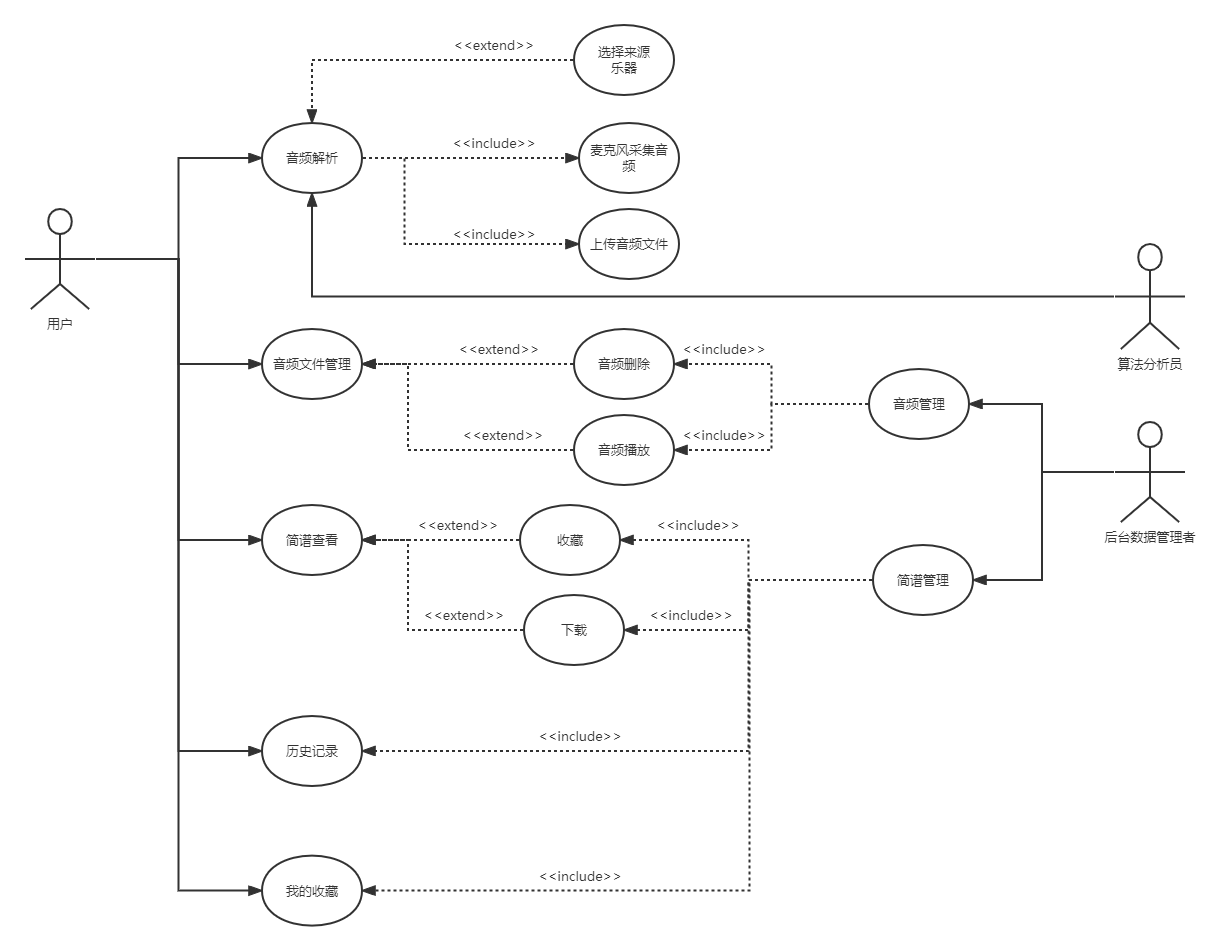 <<extend>>
选择来源
乐器
<<include>>
音频解析
麦克风采集音
频
<<include>>
上传音频文件
用户
算法分析员
音频文件管理
<<extend>>
音频删除
<<include>>
音频管理
<<extend>>
音频播放
<<include>>
后台数据管理者
简谱查看
<<extend>>
收藏
<<include>>
简谱管理
<<extend>>
下载
<<include>>
历史记录
<<include>>
我的收藏
<<include>>